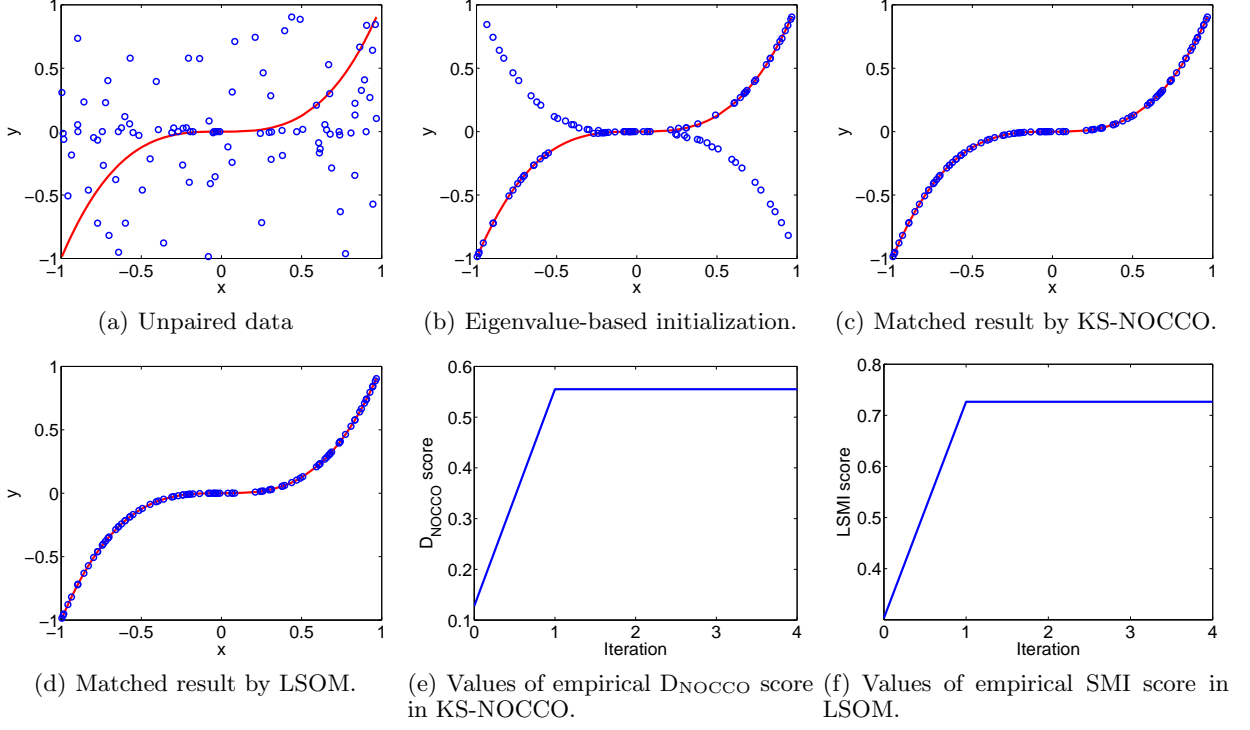 1
0.5
0
−0.5
−1
−1 −0.5 0 0.5 1
x
y
(a) Unpaired data
1
0.5
0
−0.5
−1
−1 −0.5 0 0.5 1
x
y
(b) Eigenvalue-based initialization.
1
0.5
0
−0.5
−1
−1 −0.5 0 0.5 1
x
y
(c) Matched result by KS-NOCCO.
1
0.5
0
−0.5
−1
−1 −0.5 0 0.5 1
x
y
(d) Matched result by LSOM.
0.6
0.5
0.4
0.3
0.2
0.1
0 1 2 3 4
Iteration
D_NOCCO score
(e) Values of empirical D_NOCCO score
in KS-NOCCO.
0.8
0.7
0.6
0.5
0.4
0 1 2 3 4
Iteration
LSMI score
(f) Values of empirical SMI score in
LSOM.